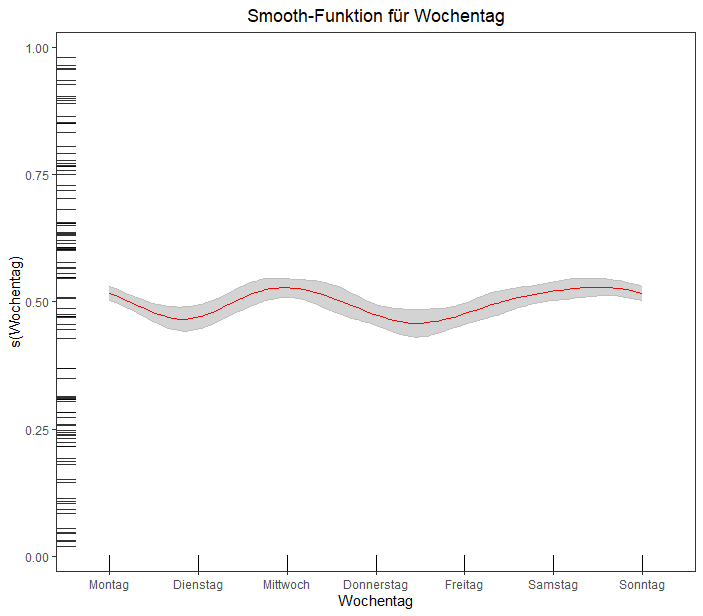 Smooth-Funktion für Wochentag
1.00
0.75
0.50
0.25
0.00
s(Wochentag)
Montag Dienstag Mittwoch Donnerstag Freitag Samstag Sonntag
Wochentag